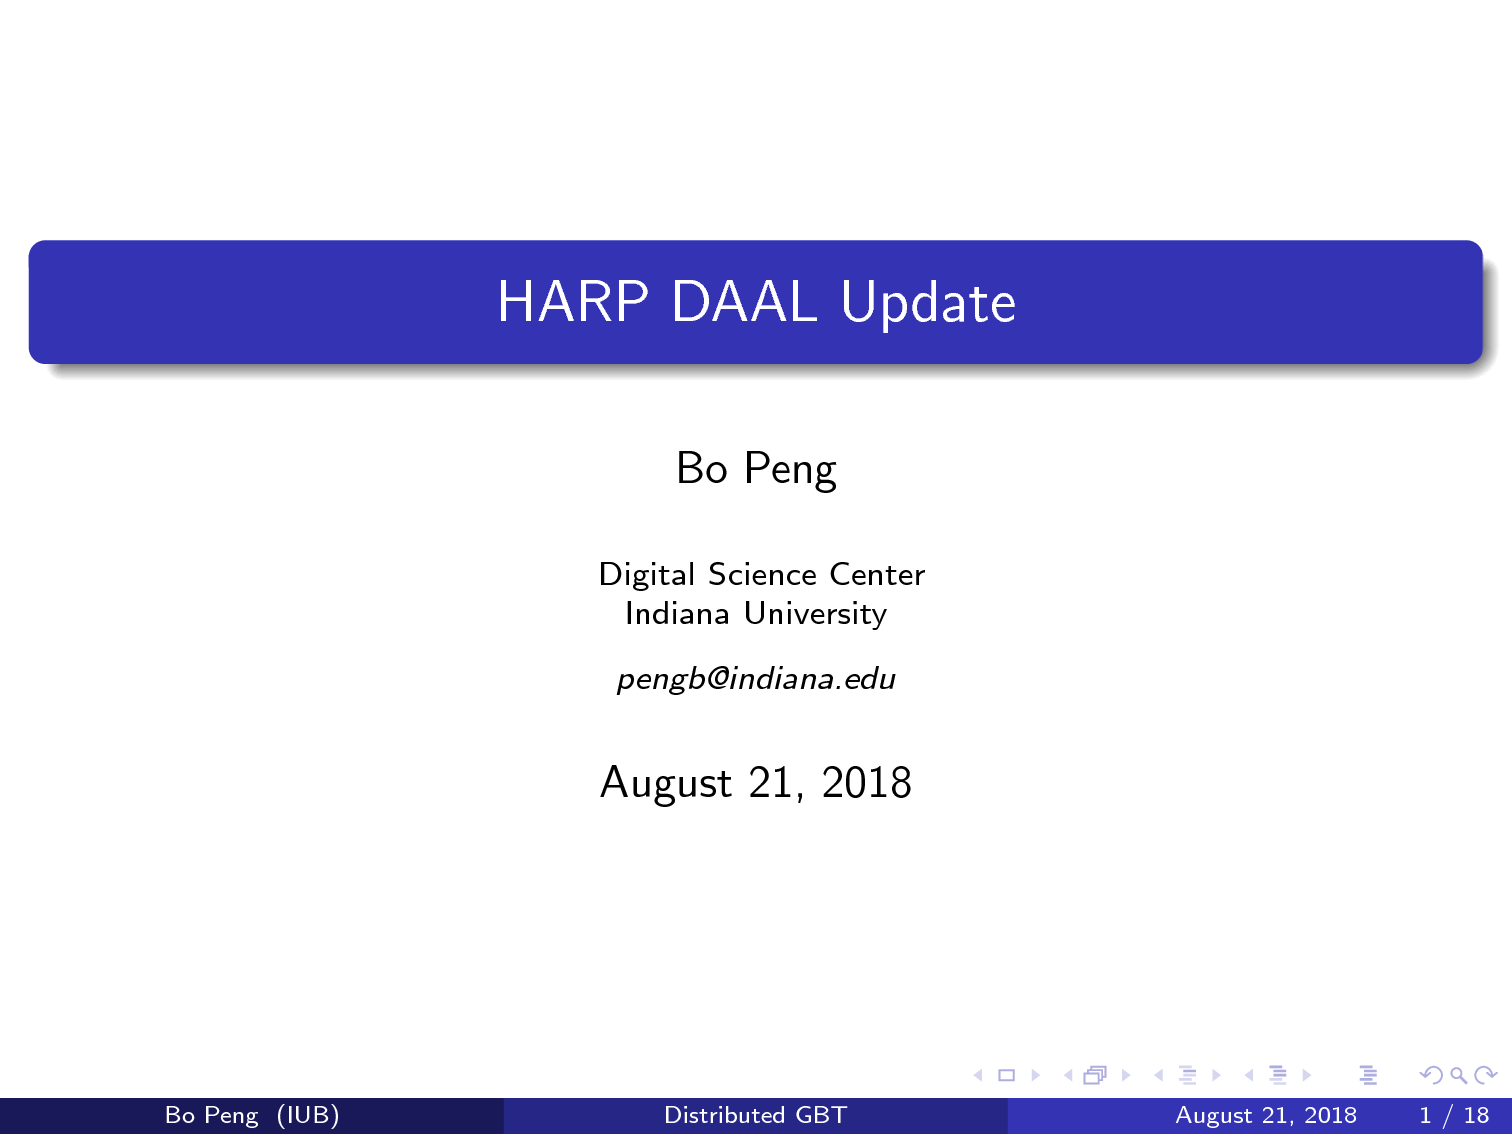 HARP DAAL Update
Bo Peng
Digital Science Center
Indiana University
pengb@indiana.edu
August 21, 2018
Bo Peng (IUB) Distributed GBT August 21, 2018 1 / 18